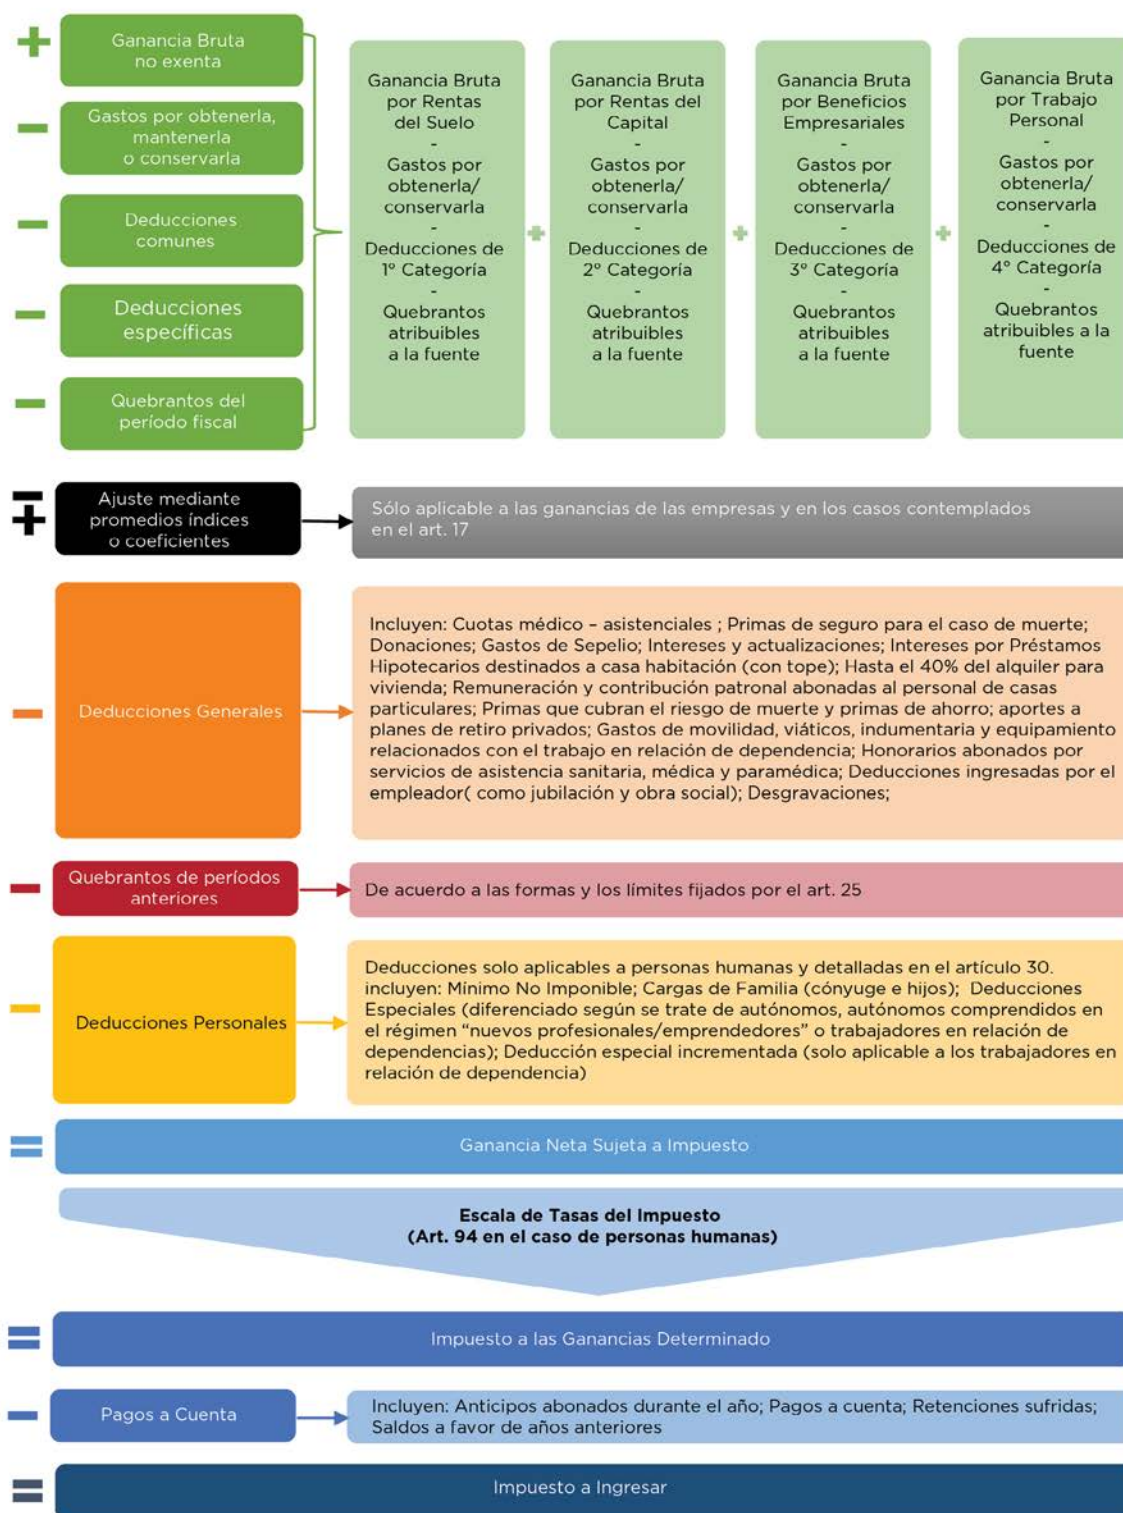 +
Ganancia Bruta
no exenta
-
Gastos por obtenerla,
mantenerla
o conservarla
-
Deducciones
comunes
-
Deducciones
específicas
-
Quebrantos del
período fiscal
Ganancia Bruta
por Rentas
del Suelo
-
Gastos por
obtenerla/
conservarla
-
Deducciones de
1° Categoría
-
Quebrantos
atribuibles
a la fuente
+
Ganancia Bruta
por Rentas del
Capital
-
Gastos por
obtenerla/
conservarla
-
Deducciones de
2° Categoría
-
Quebrantos
atribuibles
a la fuente
+
Ganancia Bruta
por Beneficios
Empresariales
-
Gastos por
obtenerla/
conservarla
-
Deducciones de
3° Categoría
-
Quebrantos
atribuibles
a la fuente
+
Ganancia Bruta
por Trabajo
Personal
-
Gastos por
obtenerla/
conservarla
-
Deducciones de
4° Categoría
-
Quebrantos
atribuibles a la
fuente
-
+
Ajuste mediante
promedios índices
o coeficientes
Sólo aplicable a las ganancias de las empresas y en los casos contemplados
en el art. 17
-
Deducciones Generales
Incluyen: Cuotas médico – asistenciales ; Primas de seguro para el caso de muerte;
Donaciones; Gastos de Sepelio; Intereses y actualizaciones; Intereses por Préstamos
Hipotecarios destinados a casa habitación (con tope); Hasta el 40% del alquiler para
vivienda; Remuneración y contribución patronal abonadas al personal de casas
particulares; Primas que cubran el riesgo de muerte y primas de ahorro; aportes a
planes de retiro privados; Gastos de movilidad, viáticos, indumentaria y equipamiento
relacionados con el trabajo en relación de dependencia; Honorarios abonados por
servicios de asistencia sanitaria, médica y paramédica; Deducciones ingresadas por el
empleador( como jubilación y obra social); Desgravaciones;
-
Quebrantos de períodos
anteriores
De acuerdo a las formas y los límites fijados por el art. 25
-
Deducciones Personales
Deducciones solo aplicables a personas humanas y detalladas en el artículo 30.
incluyen: Mínimo No Imponible; Cargas de Familia (cónyuge e hijos); Deducciones
Especiales (diferenciado según se trate de autónomos, autónomos comprendidos en
el régimen “nuevos profesionales/emprendedores” o trabajadores en relación de
dependencias); Deducción especial incrementada (solo aplicable a los trabajadores en
relación de dependencia)
=
Ganancia Neta Sujeta a Impuesto
Escala de Tasas del Impuesto
(Art. 94 en el caso de personas humanas)
=
Impuesto a las Ganancias Determinado
-
Pagos a Cuenta
Incluyen: Anticipos abonados durante el año; Pagos a cuenta; Retenciones sufridas;
Saldos a favor de años anteriores
=
Impuesto a Ingresar